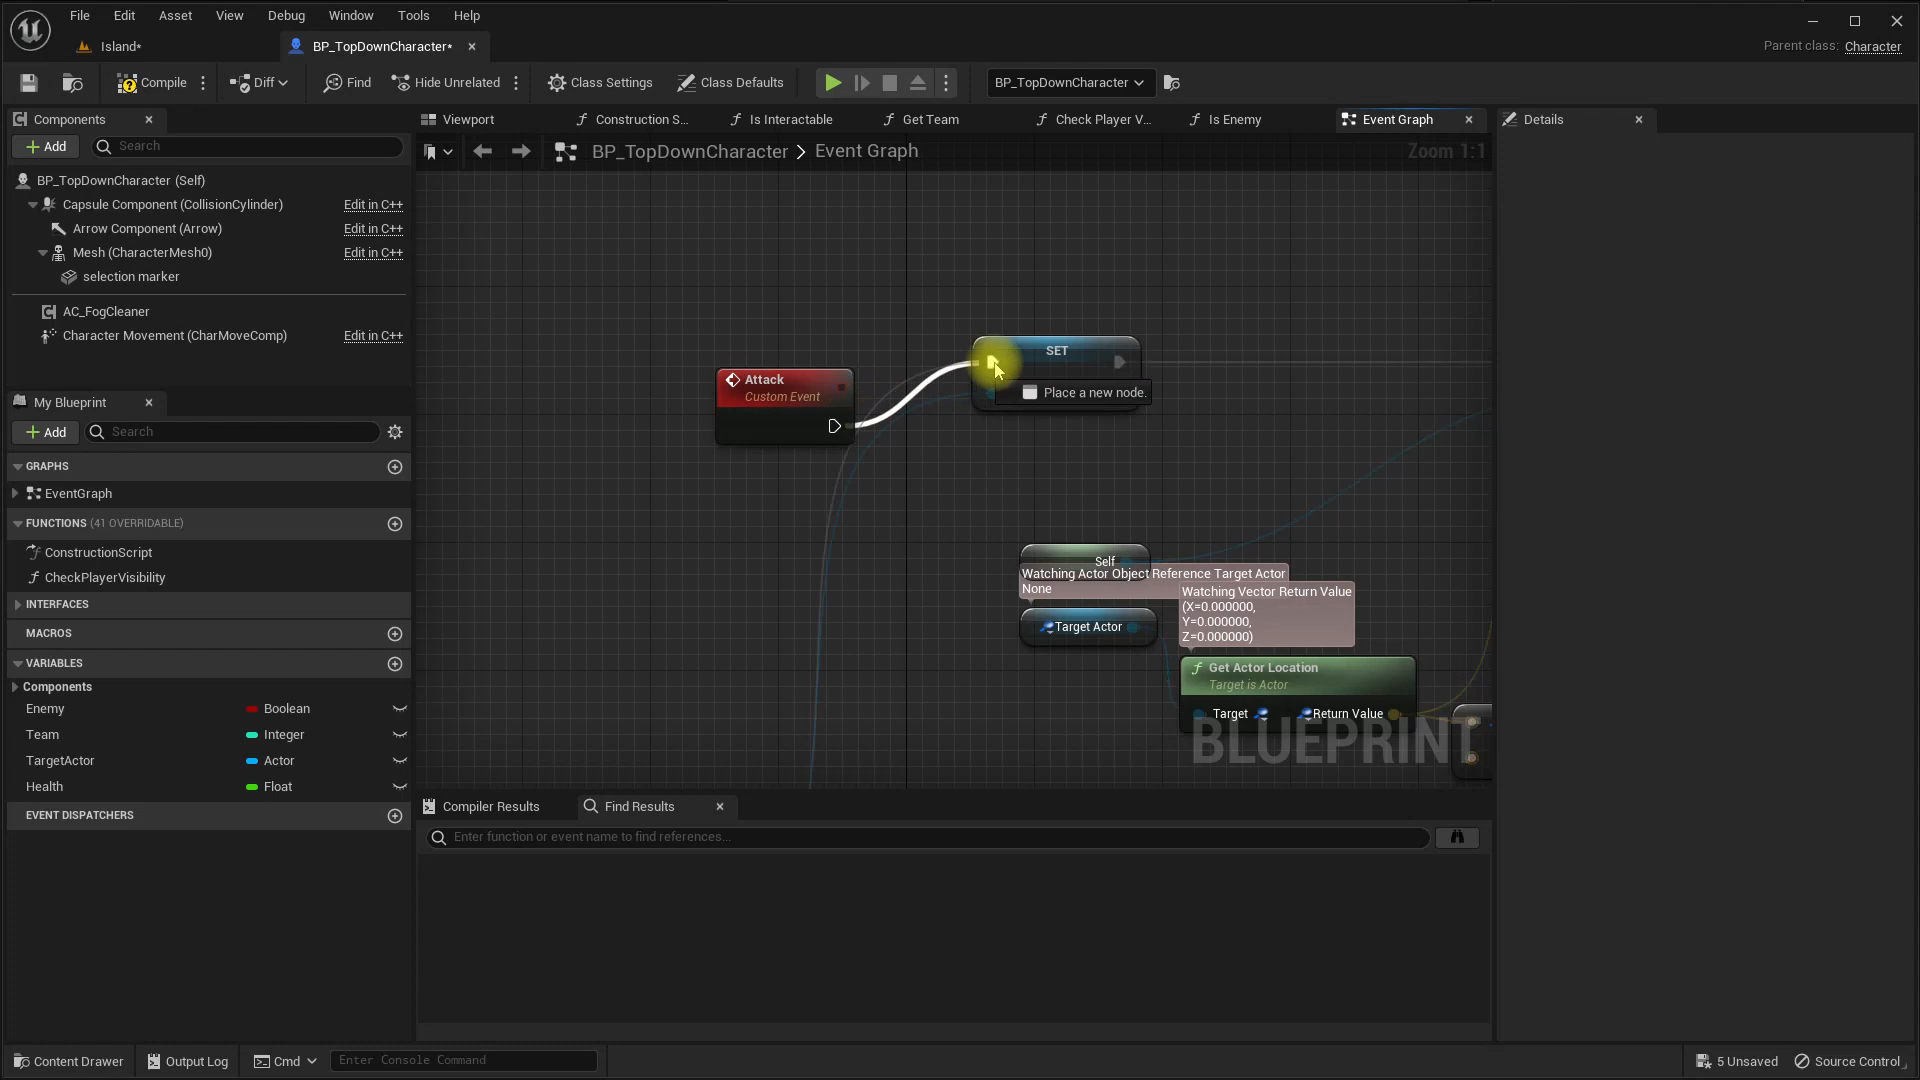 File Edit Asset View Debug Window Tools Help
Island*
BP_TopDownCharacter*
Parent class: Character
Compile
Diff
Find
Hide Unrelated
Class Settings
Class Defaults
BP_TopDownCharacter
Components
Viewport
Construction S...
Is Interactable
Get Team
Check Player V...
Is Enemy
Event Graph
Details
Add
Search
BP_TopDownCharacter > Event Graph
Zoom 1:1
BP_TopDownCharacter (Self)
Capsule Component (CollisionCylinder) Edit in C++
Arrow Component (Arrow) Edit in C++
Mesh (CharacterMesh0) Edit in C++
selection marker
AC_FogCleaner
Character Movement (CharMoveComp) Edit in C++
My Blueprint
Add
Search
GRAPHS
EventGraph
FUNCTIONS (41 OVERRIDABLE)
ConstructionScript
CheckPlayerVisibility
INTERFACES
MACROS
VARIABLES
Components
Enemy Boolean
Team Integer
TargetActor Actor
Health Float
EVENT DISPATCHERS
SET
Place a new node.
Attack
Custom Event
Self
Watching Actor Object Reference Target Actor
None
Target Actor
Watching Vector Return Value
(X=0.000000,
Y=0.000000,
Z=0.000000)
Get Actor Location
Target is Actor
Target Return Value
BLUEPRINT
Compiler Results
Find Results
Enter function or event name to find references...
Content Drawer
Output Log
Cmd
Enter Console Command
5 Unsaved
Source Control